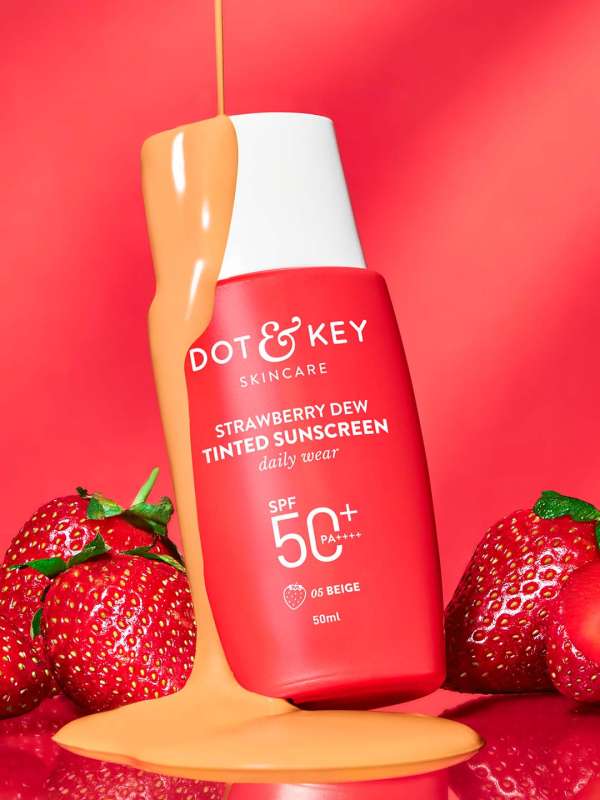 DOT & KEY
SKINCARE
STRAWBERRY DEW
TINTED SUNSCREEN
daily wear
SPF
50+
PA++++
05 BEIGE
50ml